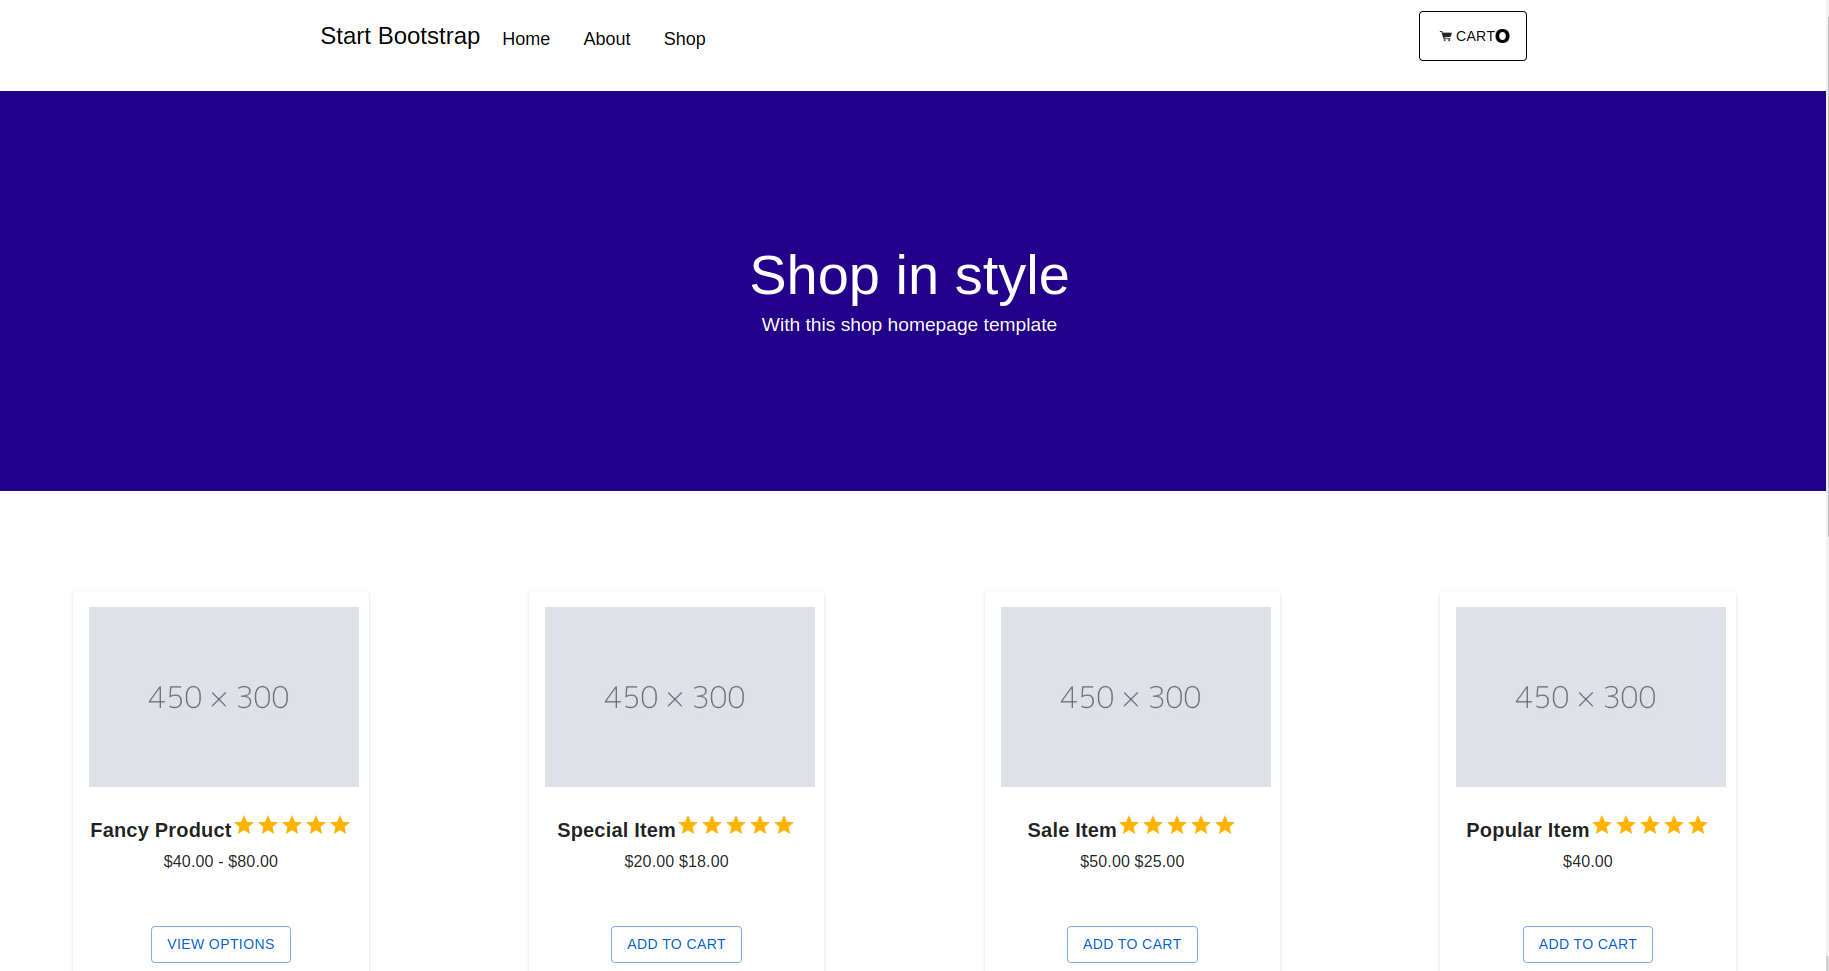 Start Bootstrap Home About Shop CART0
Shop in style
With this shop homepage template
450 × 300 450 × 300 450 × 300 450 × 300
Fancy Product Special Item Sale Item Popular Item
$40.00 - $80.00 $20.00 $18.00 $50.00 $25.00 $40.00
VIEW OPTIONS ADD TO CART ADD TO CART ADD TO CART